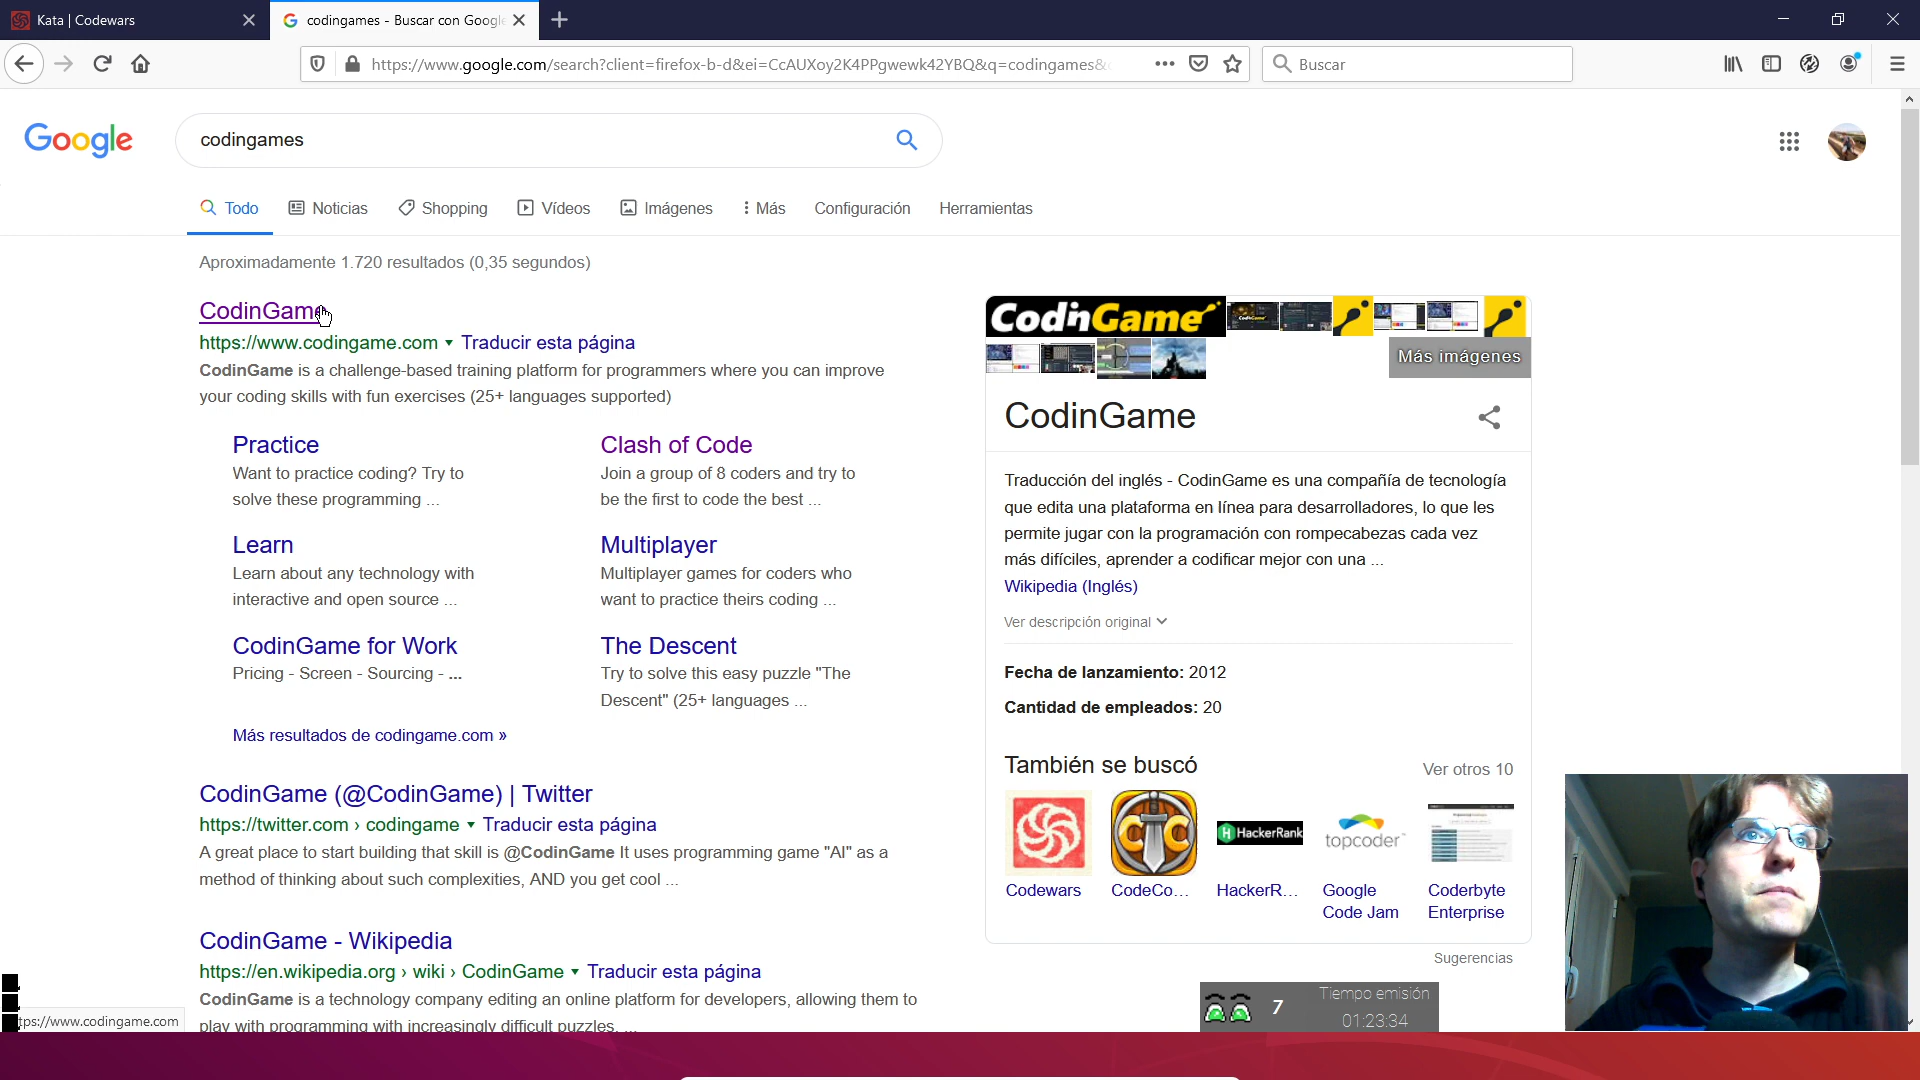 Kata | Codewars
codingames - Buscar con Google
https://www.google.com/search?client=firefox-b-d&ei=CcAUXoy2K4PPgwewk42YBQ&q=codingames&
Buscar
Google
codingames
Todo
Noticias
Shopping
Vídeos
Imágenes
Más
Configuración
Herramientas
Aproximadamente 1.720 resultados (0,35 segundos)
CodinGame
https://www.codingame.com
Traducir esta página
CodinGame is a challenge-based training platform for programmers where you can improve
your coding skills with fun exercises (25+ languages supported)
Practice
Want to practice coding? Try to
solve these programming ...
Clash of Code
Join a group of 8 coders and try to
be the first to code the best ...
Learn
Learn about any technology with
interactive and open source ...
Multiplayer
Multiplayer games for coders who
want to practice theirs coding ...
CodinGame for Work
Pricing - Screen - Sourcing - ...
The Descent
Try to solve this easy puzzle "The
Descent" (25+ languages ...
Más resultados de codingame.com »
CodinGame (@CodinGame) | Twitter
https://twitter.com › codingame
Traducir esta página
A great place to start building that skill is @CodinGame It uses programming game "AI" as a
method of thinking about such complexities, AND you get cool ...
CodinGame - Wikipedia
https://en.wikipedia.org › wiki › CodinGame
Traducir esta página
CodinGame is a technology company editing an online platform for developers, allowing them to
play with programming with increasingly difficult puzzles, ...
tps://www.codingame.com
CodinGame
Más imágenes
CodinGame
Traducción del inglés - CodinGame es una compañía de tecnología
que edita una plataforma en línea para desarrolladores, lo que les
permite jugar con la programación con rompecabezas cada vez
más difíciles, aprender a codificar mejor con una ...
Wikipedia (Inglés)
Ver descripción original
Fecha de lanzamiento: 2012
Cantidad de empleados: 20
También se buscó
Ver otros 10
HackerRank
topcoder
Codewars
CodeCo...
HackerR...
Google
Code Jam
Coderbyte
Enterprise
Sugerencias
7
Tiempo emisión
01:23:34